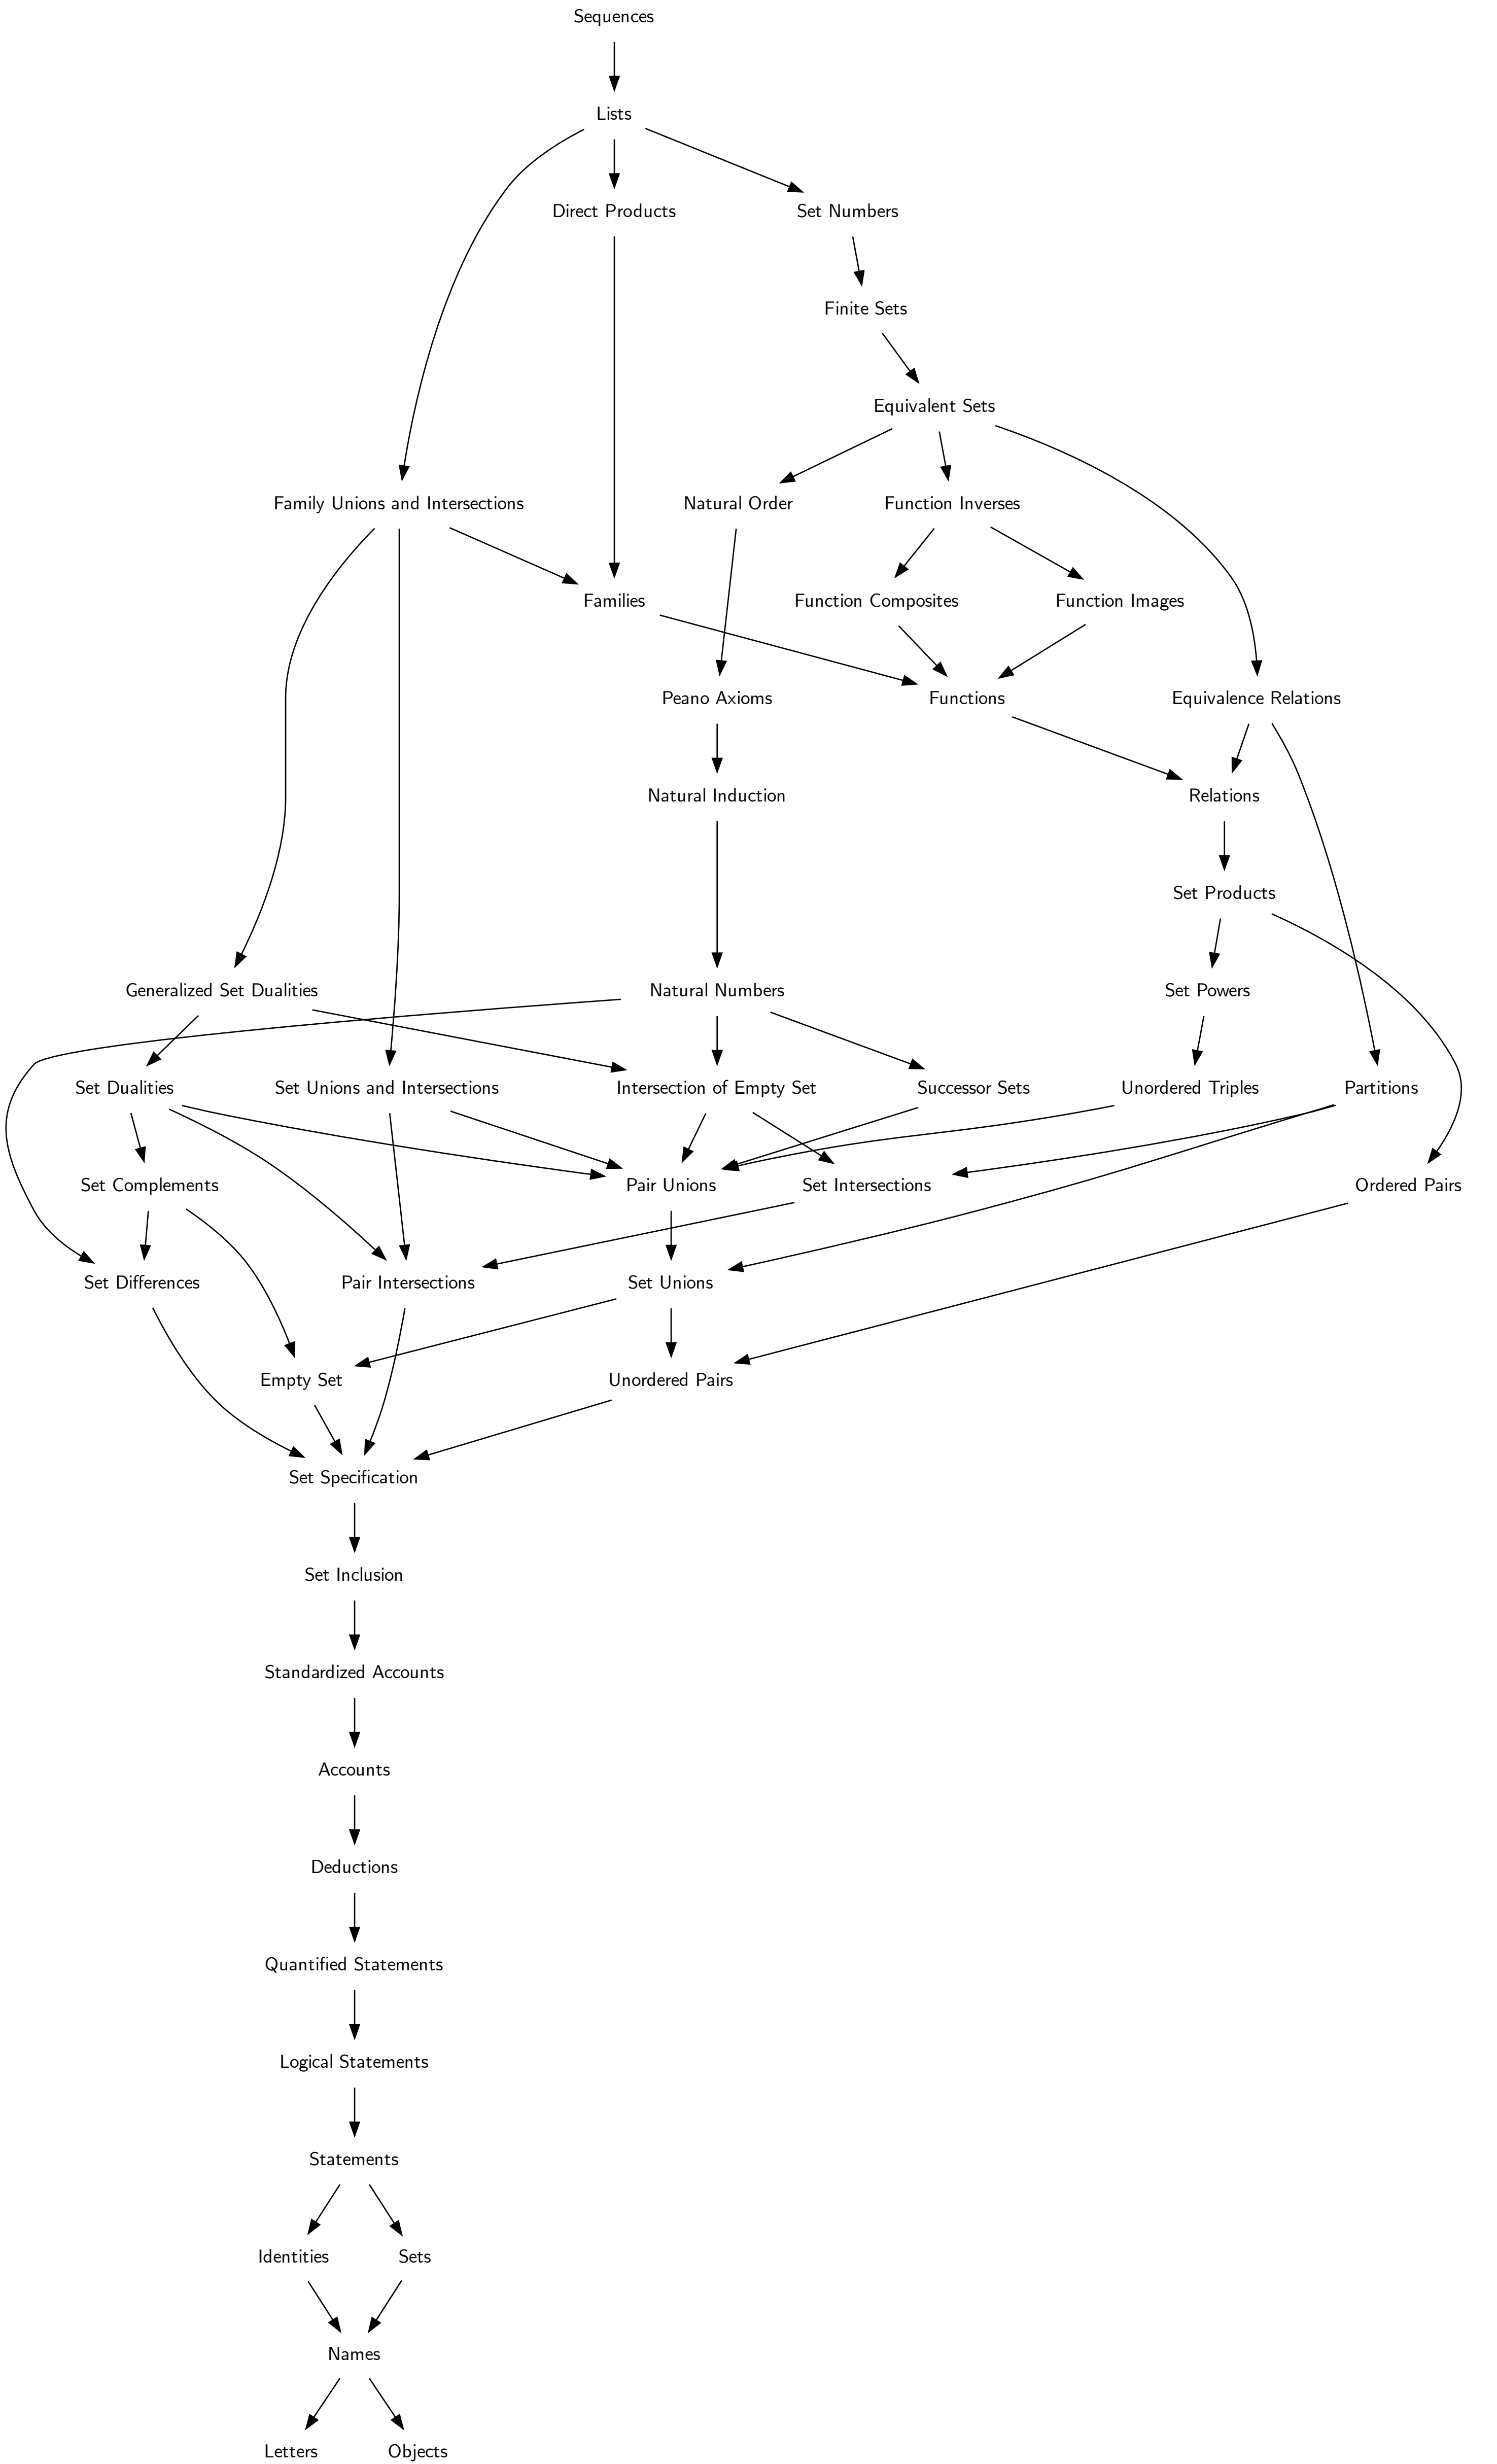 Sequences
Lists
Direct Products
Set Numbers
Finite Sets
Equivalent Sets
Family Unions and Intersections
Natural Order
Function Inverses
Families
Function Composites
Function Images
Peano Axioms
Functions
Equivalence Relations
Natural Induction
Relations
Set Products
Generalized Set Dualities
Natural Numbers
Set Powers
Set Dualities
Set Unions and Intersections
Intersection of Empty Set
Successor Sets
Unordered Triples
Partitions
Set Complements
Pair Unions
Set Intersections
Ordered Pairs
Set Differences
Pair Intersections
Set Unions
Empty Set
Unordered Pairs
Set Specification
Set Inclusion
Standardized Accounts
Accounts
Deductions
Quantified Statements
Logical Statements
Statements
Identities
Sets
Names
Letters
Objects